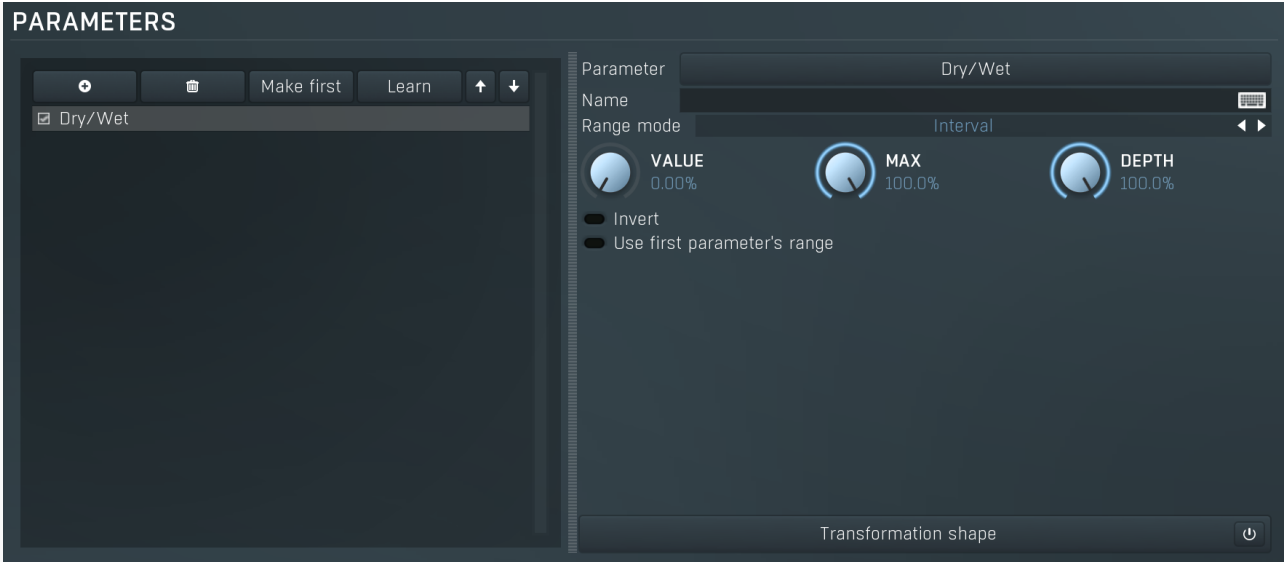 PARAMETERS
Make first Learn
Dry/Wet
Parameter Dry/Wet
Name
Range mode Interval
VALUE MAX DEPTH
0.00% 100.0% 100.0%
Invert
Use first parameter's range
Transformation shape